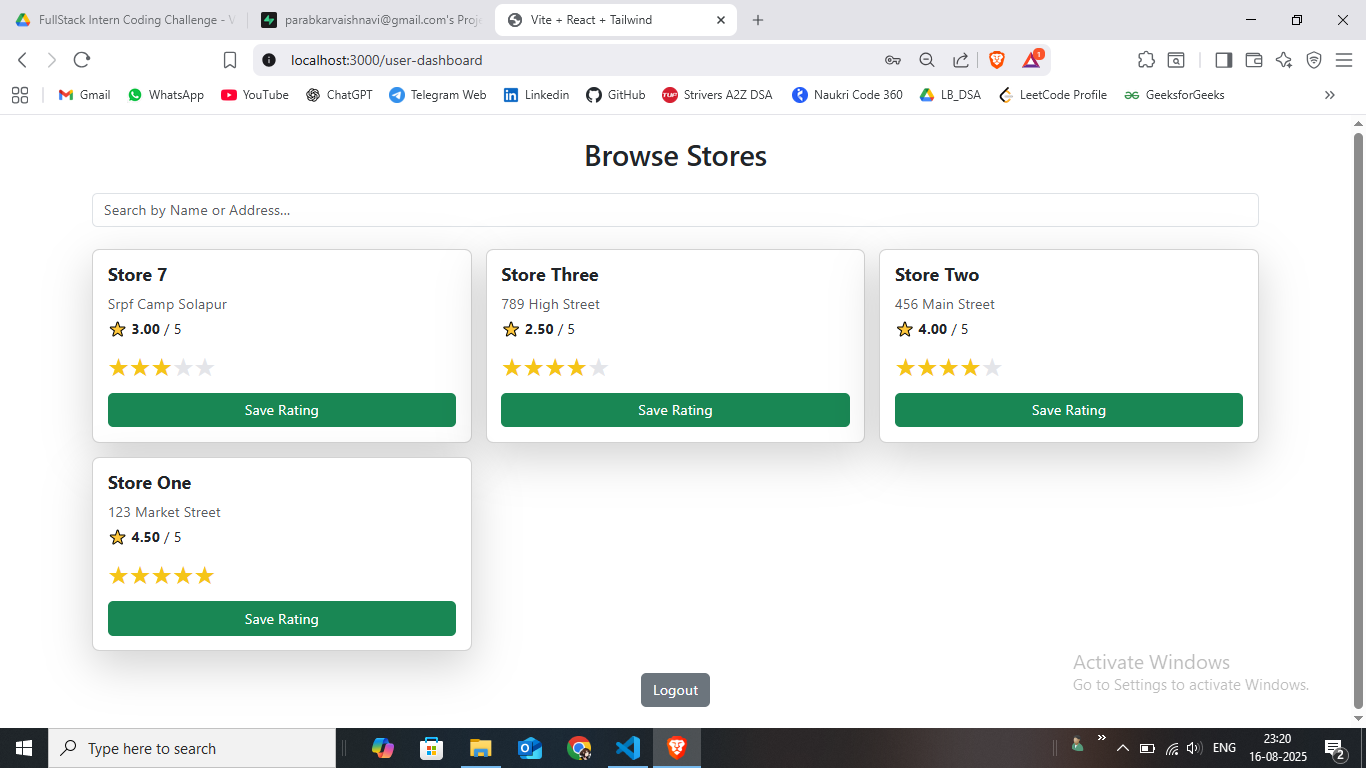 FullStack Intern Coding Challenge - V
parabkarvaishnavi@gmail.com's Proje
Vite + React + Tailwind
localhost:3000/user-dashboard
1
Gmail
WhatsApp
YouTube
ChatGPT
Telegram Web
Linkedin
GitHub
TUF
Strivers A2Z DSA
Naukri Code 360
LB_DSA
LeetCode Profile
GeeksforGeeks
Browse Stores
Search by Name or Address...
Store 7
Srpf Camp Solapur
3.00 / 5
Save Rating
Store Three
789 High Street
2.50 / 5
Save Rating
Store Two
456 Main Street
4.00 / 5
Save Rating
Store One
123 Market Street
4.50 / 5
Save Rating
Logout
Activate Windows
Go to Settings to activate Windows.
Type here to search
ENG
23:20
16-08-2025
2